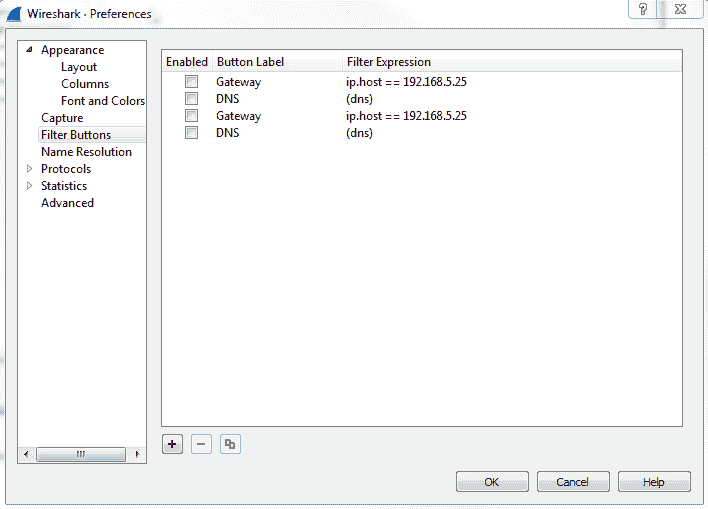 Wireshark · Preferences
Appearance
Layout
Columns
Font and Colors
Capture
Filter Buttons
Name Resolution
Protocols
Statistics
Advanced
Enabled Button Label Filter Expression
Gateway ip.host == 192.168.5.25
DNS (dns)
Gateway ip.host == 192.168.5.25
DNS (dns)
OK Cancel Help